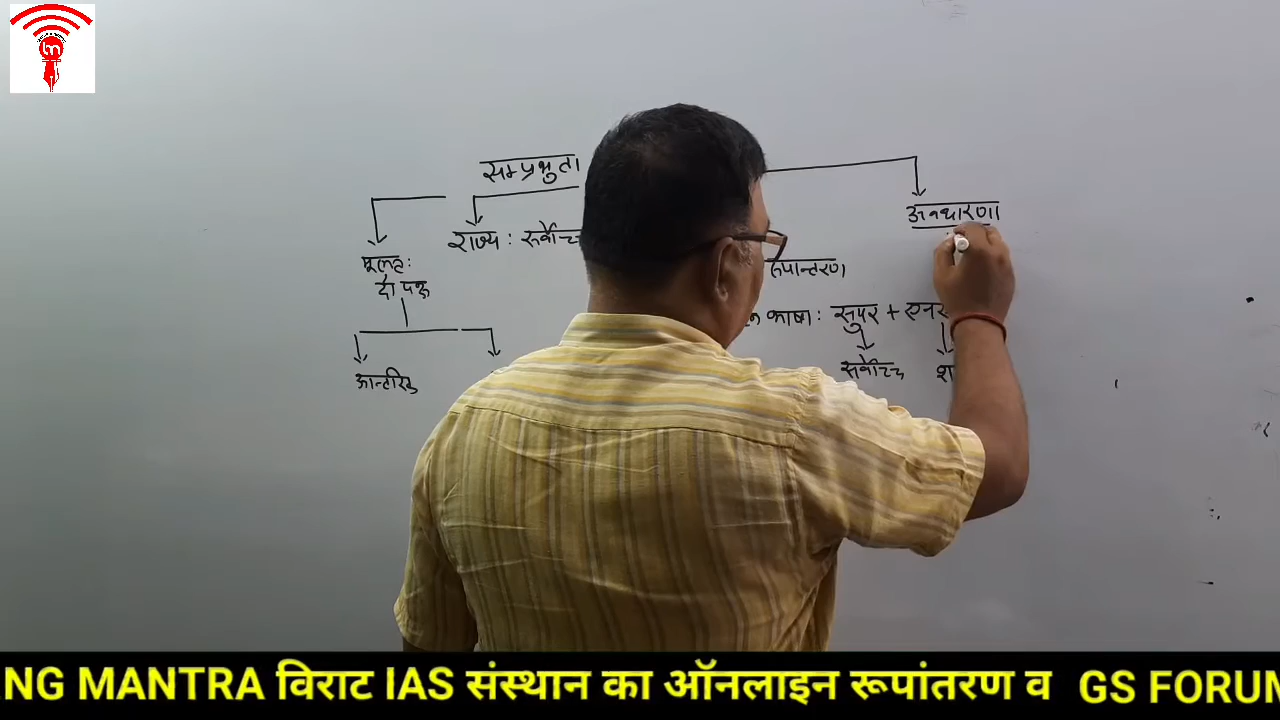 सम्प्रभुता
अवधारणा
राज्य : सर्वोच्च
मूलतः
दो पक्ष
रूपान्तरण
भाषा : सुपर +
आन्तरिक
सर्वोच्च
NG MANTRA विराट IAS संस्थान का ऑनलाइन रूपांतरण व GS FORUM